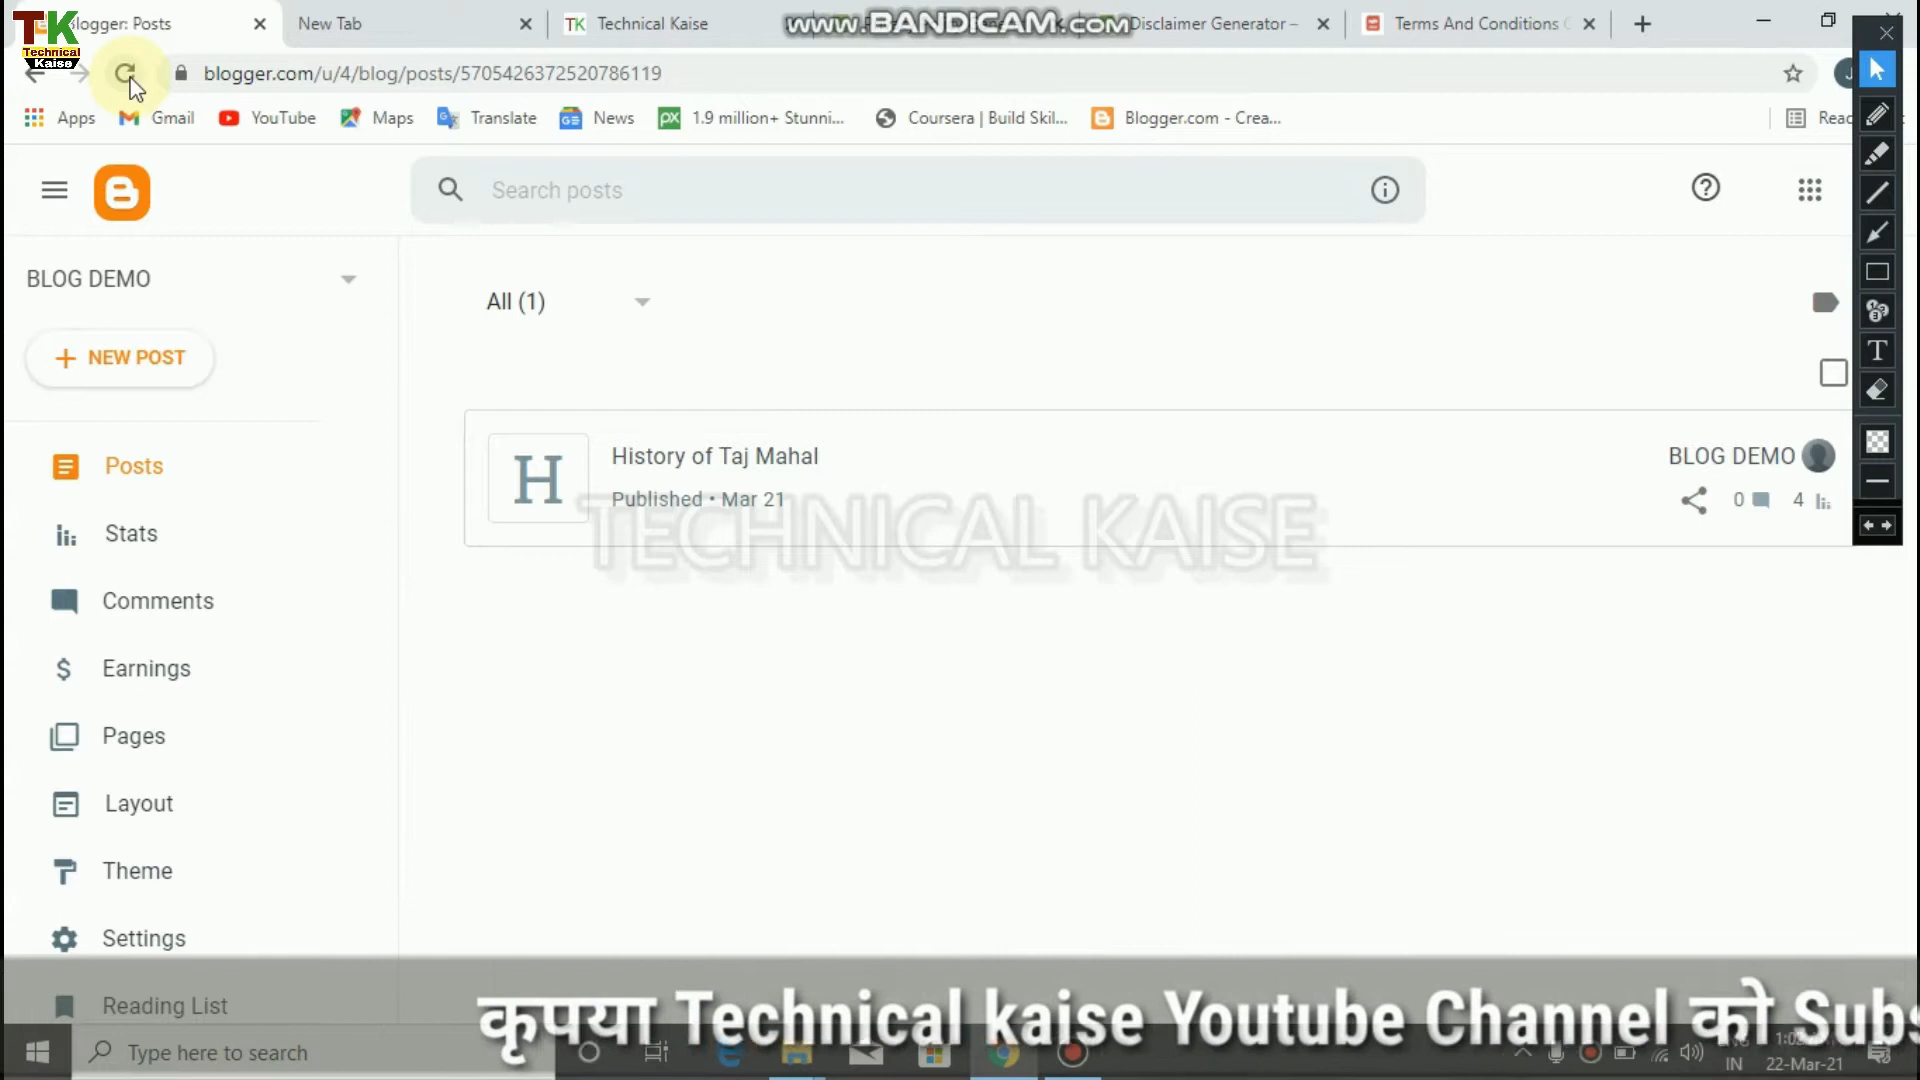 TK
Technical
Kaise
Blogger: Posts
New Tab
TK Technical Kaise
www.BANDICAM.com
Disclaimer Generator –
Terms And Conditions
blogger.com/u/4/blog/posts/5705426372520786119
Apps
Gmail
YouTube
Maps
Translate
News
px
1.9 million+ Stunni...
Coursera | Build Skil...
Blogger.com - Crea...
Search posts
BLOG DEMO
All (1)
NEW POST
Posts
H
History of Taj Mahal
Published • Mar 21
BLOG DEMO
0
4
TECHNICAL KAISE
Stats
Comments
Earnings
Pages
Layout
Theme
Settings
Reading List
कृपया Technical kaise Youtube Channel को Subs
Type here to search
IN
22-Mar-21